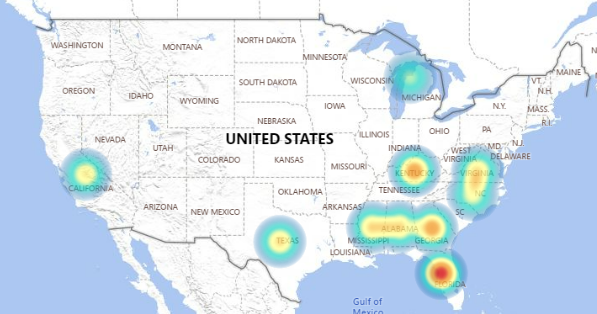 WASHINGTON
MONTANA
NORTH DAKOTA
MINNESOTA
MAINE
OREGON
IDAHO
SOUTH DAKOTA
WISCONSIN
WYOMING
MICHIGAN
VT.
N.H.
IOWA
N.Y.
MASS.
NEBRASKA
R.I.
NEVADA
UTAH
UNITED STATES
ILLINOIS
OHIO
PA
N.J.
COLORADO
KANSAS
INDIANA
WEST
VIRGINIA
MD.
DELAWARE
MISSOURI
KENTUCKY
VIRGINIA
CALIFORNIA
OKLAHOMA
TENNESSEE
NC
ARIZONA
NEW MEXICO
ARKANSAS
SC
TEXAS
MISSISSIPPI
ALABAMA
GEORGIA
LOUISIANA
FLORIDA
Gulf of
Mexico